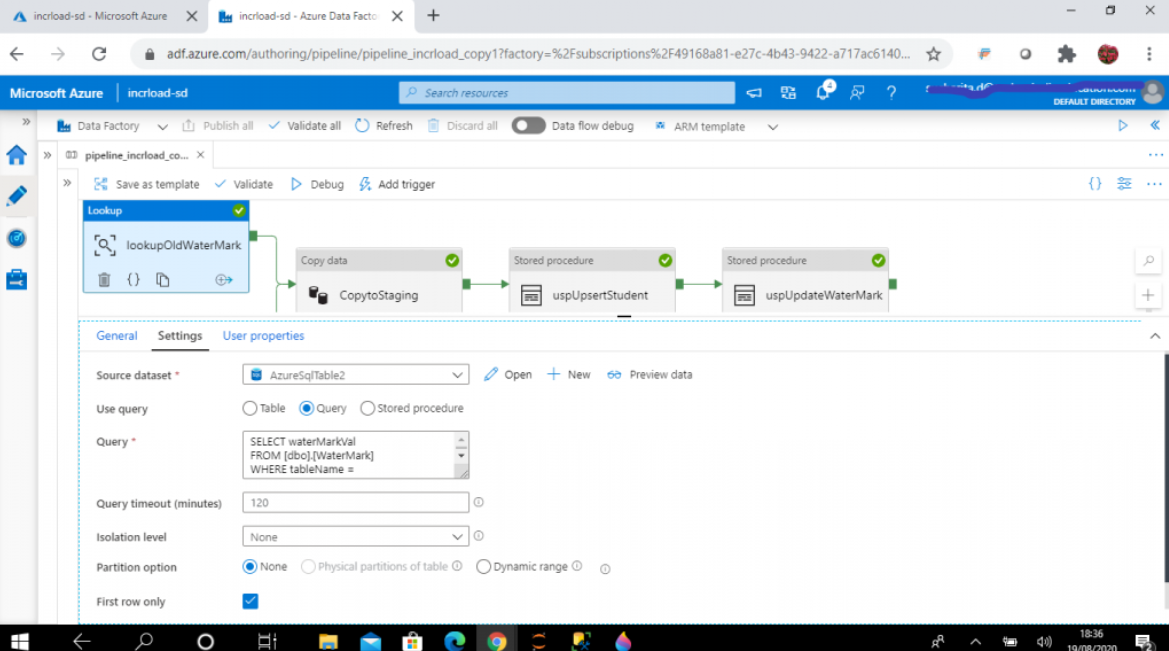 incrload-sd - Microsoft Azure
incrload-sd - Azure Data Facto
adf.azure.com/authoring/pipeline/pipeline_incrload_copy1?factory=%2Fsubscriptions%2F49168a81-e27c-4b43-9422-a717ac6140...
Microsoft Azure
incrload-sd
Search resources
4
DEFAULT DIRECTORY
Data Factory
Publish all
Validate all
Refresh
Discard all
Data flow debug
ARM template
pipeline_incrload_co...
Save as template
Validate
Debug
Add trigger
Lookup
lookupOldWaterMark
Copy data
CopytoStaging
Stored procedure
uspUpsertStudent
Stored procedure
uspUpdateWaterMark
General
Settings
User properties
Source dataset *
AzureSqlTable2
Open
New
Preview data
Use query
Table
Query
Stored procedure
Query *
SELECT waterMarkVal
FROM [dbo].[WaterMark]
WHERE tableName =
Query timeout (minutes)
120
Isolation level
None
Partition option
None
Physical partitions of table
Dynamic range
First row only
18:36
19/08/2020
2